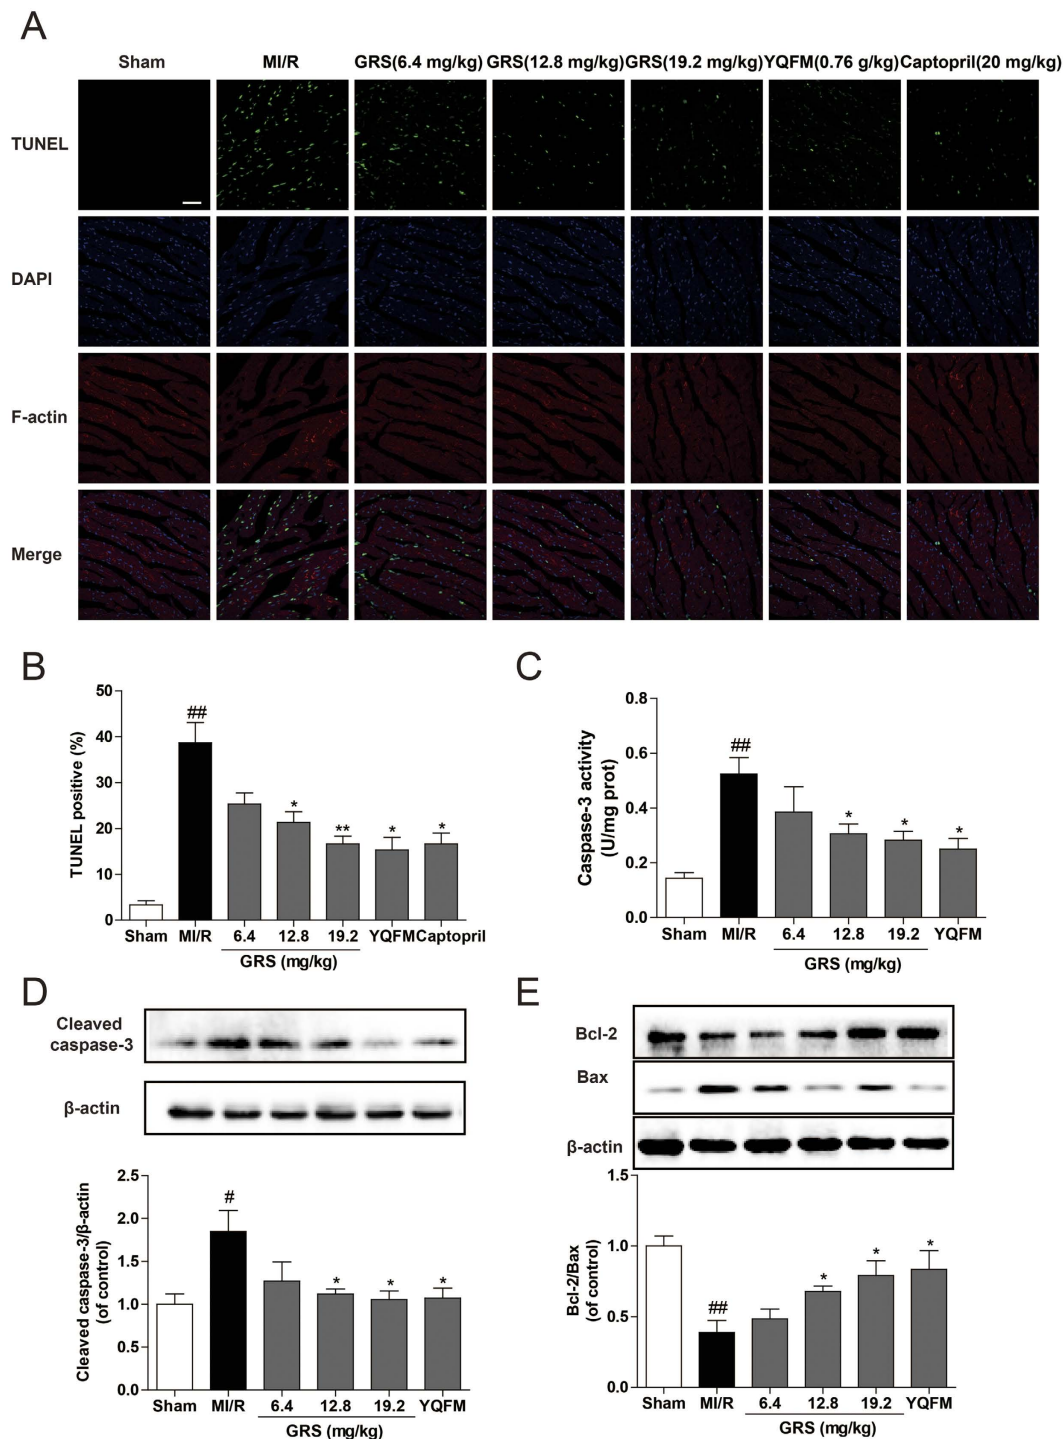 A
Sham MI/R GRS(6.4 mg/kg) GRS(12.8 mg/kg) GRS(19.2 mg/kg) YQFM(0.76 g/kg) Captopril(20 mg/kg)
TUNEL
DAPI
F-actin
Merge
B
TUNEL positive (%)
50
40
30
20
10
0
##
*
**
*
*
Sham MI/R 6.4 12.8 19.2 YQFM Captopril
GRS (mg/kg)
C
Caspase-3 activity
(U/mg prot)
0.8
0.6
0.4
0.2
0.0
##
*
*
*
Sham MI/R 6.4 12.8 19.2 YQFM
GRS (mg/kg)
D
Cleaved
caspase-3
β-actin
Cleaved caspase-3/β-actin
(of control)
2.5
2.0
1.5
1.0
0.5
0.0
#
*
*
*
Sham MI/R 6.4 12.8 19.2 YQFM
GRS (mg/kg)
E
Bcl-2
Bax
β-actin
Bcl-2/Bax
(of control)
1.5
1.0
0.5
0.0
##
*
*
*
Sham MI/R 6.4 12.8 19.2 YQFM
GRS (mg/kg)